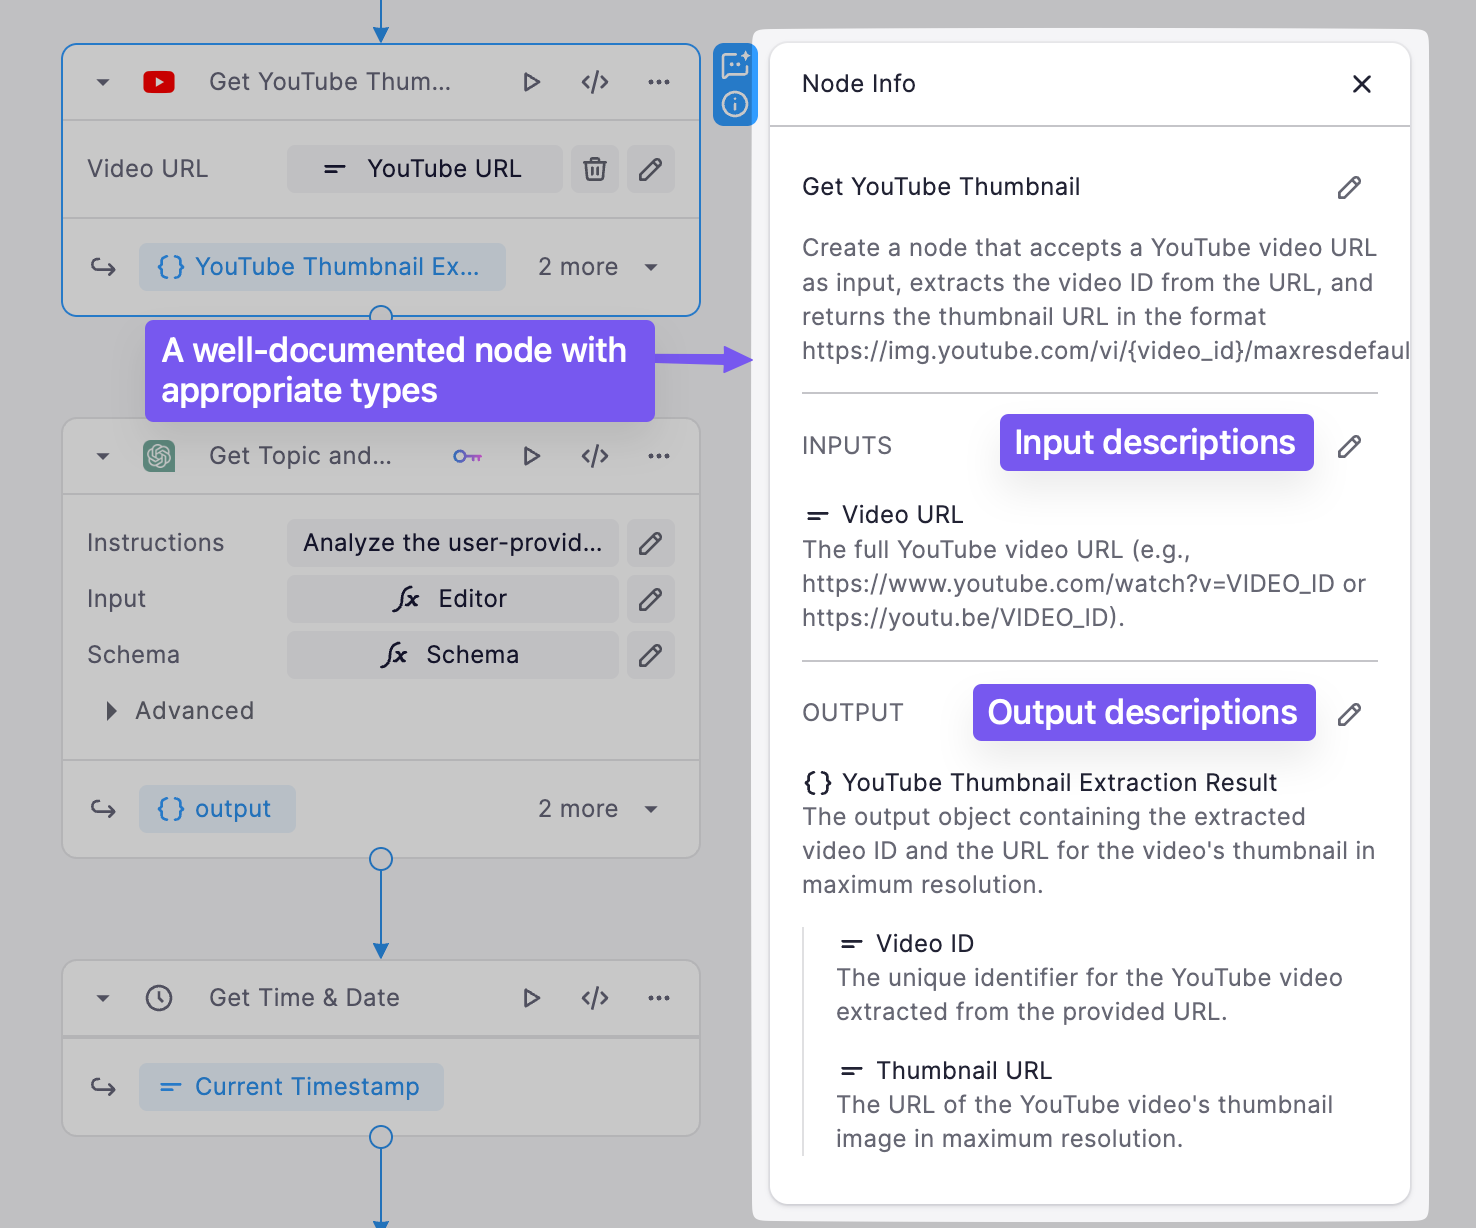 Get YouTube Thum...
Video URL
YouTube URL
YouTube Thumbnail Ex...
2 more
A well-documented node with
appropriate types
Get Topic and...
Instructions
Analyze the user-provid...
Input
Editor
Schema
Schema
Advanced
output
2 more
Get Time & Date
Current Timestamp
Node Info
Get YouTube Thumbnail
Create a node that accepts a YouTube video URL
as input, extracts the video ID from the URL, and
returns the thumbnail URL in the format
https://img.youtube.com/vi/{video_id}/maxresdefaul
INPUTS
Input descriptions
Video URL
The full YouTube video URL (e.g.,
https://www.youtube.com/watch?v=VIDEO_ID or
https://youtu.be/VIDEO_ID).
OUTPUT
Output descriptions
{} YouTube Thumbnail Extraction Result
The output object containing the extracted
video ID and the URL for the video's thumbnail in
maximum resolution.
Video ID
The unique identifier for the YouTube video
extracted from the provided URL.
Thumbnail URL
The URL of the YouTube video's thumbnail
image in maximum resolution.